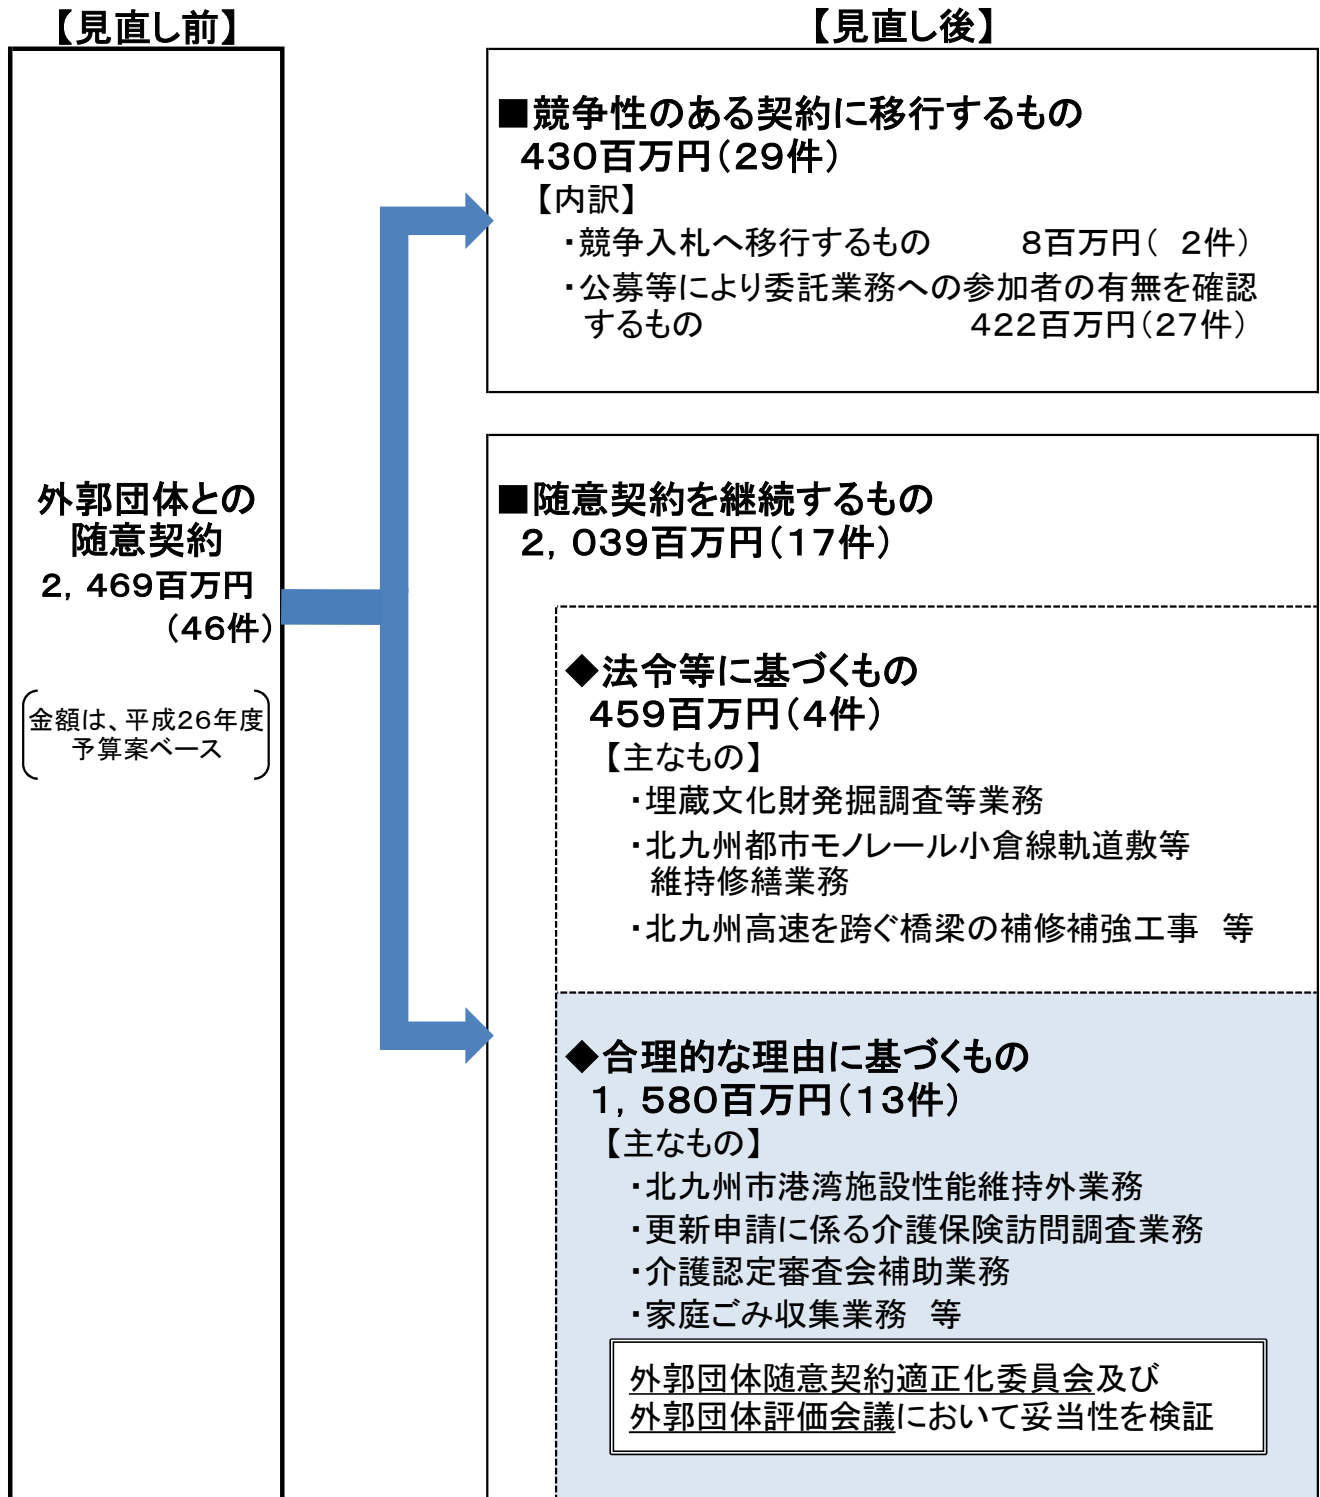 【見直し前】
外郭団体との
随意契約
2，469百万円
（46件）
金額は、平成26年度
予算案ベース
【見直し後】
■競争性のある契約に移行するもの
430百万円（29件）
【内訳】
・競争入札へ移行するもの　　　8百万円（　2件）
・公募等により委託業務への参加者の有無を確認
するもの　　　　　　　　　422百万円（27件）
■随意契約を継続するもの
2，039百万円（17件）
◆法令等に基づくもの
459百万円（4件）
【主なもの】
・埋蔵文化財発掘調査等業務
・北九州都市モノレール小倉線軌道敷等
維持修繕業務
・北九州高速を跨ぐ橋梁の補修補強工事　等
◆合理的な理由に基づくもの
1，580百万円（13件）
【主なもの】
・北九州市港湾施設性能維持外業務
・更新申請に係る介護保険訪問調査業務
・介護認定審査会補助業務
・家庭ごみ収集業務　等
外郭団体随意契約適正化委員会及び
外郭団体評価会議において妥当性を検証